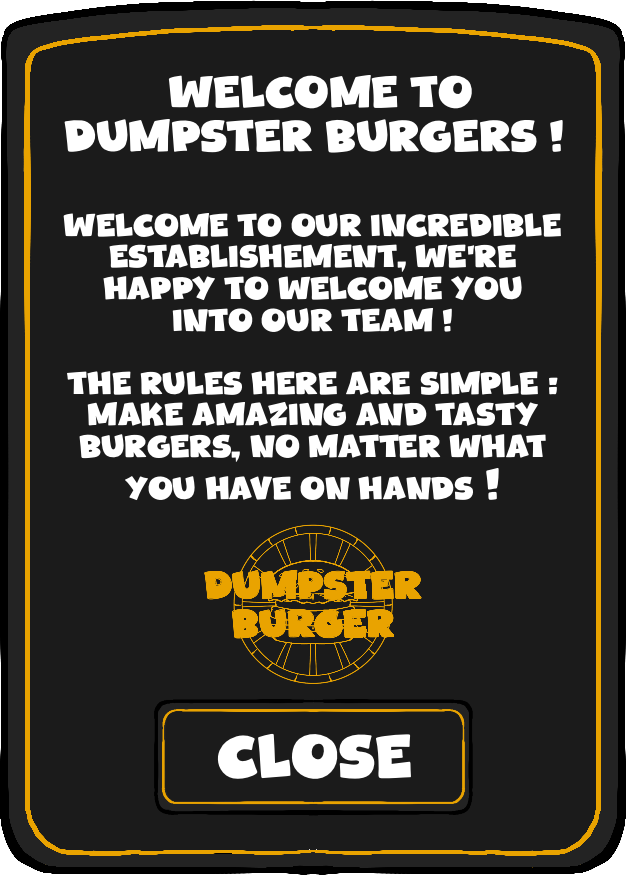 WELCOME TO
DUMPSTER BURGERS !
WELCOME TO OUR INCREDIBLE
ESTABLISHEMENT, WE'RE
HAPPY TO WELCOME YOU
INTO OUR TEAM !
THE RULES HERE ARE SIMPLE :
MAKE AMAZING AND TASTY
BURGERS, NO MATTER WHAT
YOU HAVE ON HANDS !
DUMPSTER
BURGER
CLOSE